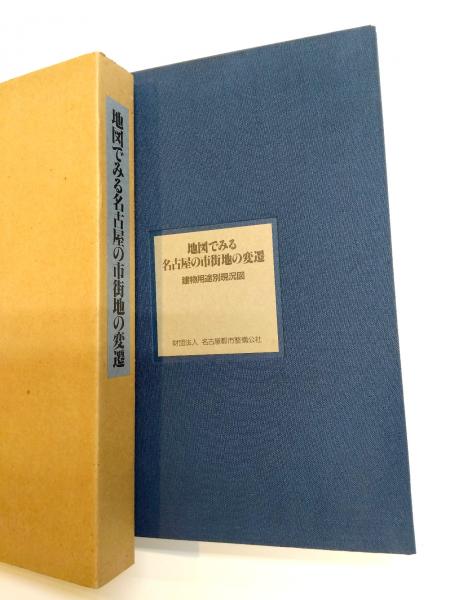 地図でみる名古屋の市街地の変遷
地図でみる
名古屋の市街地の変遷
建物用途別現況図
財団法人 名古屋都市整備公社